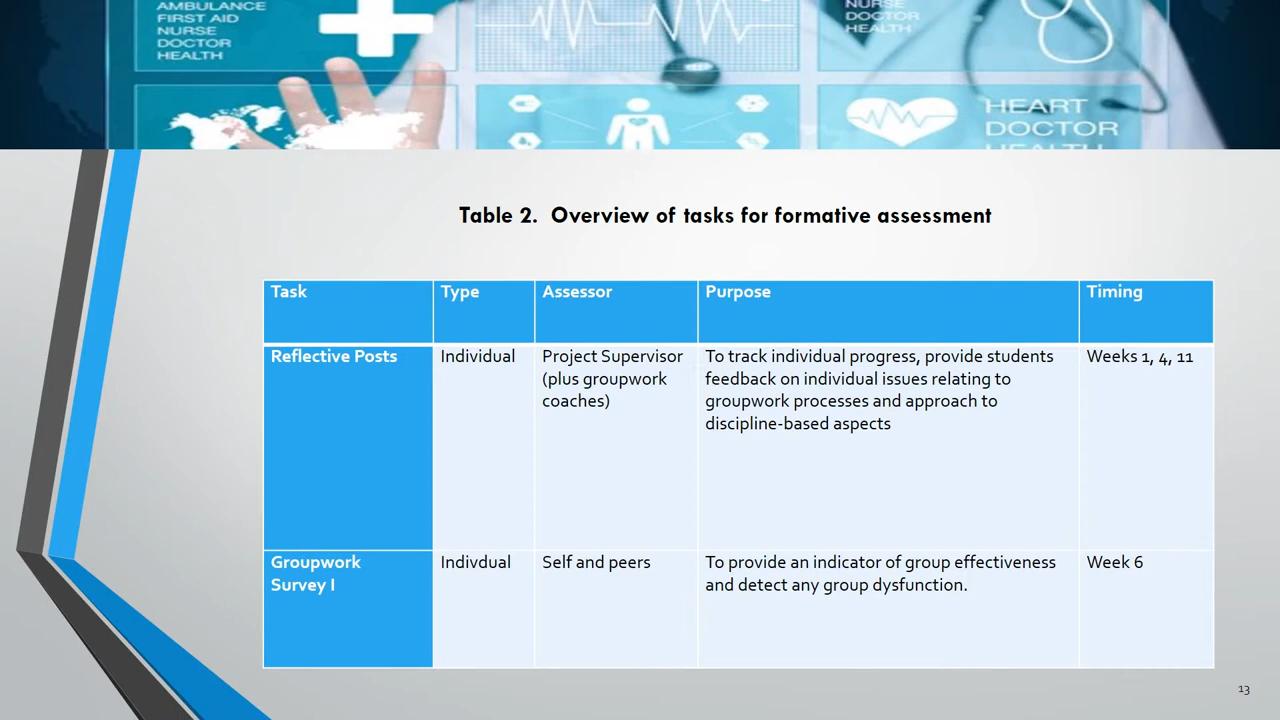 AMBULANCE
FIRST AID
NURSE
DOCTOR
HEALTH
NURSE
DOCTOR
HEALTH
HEART
DOCTOR
HEALTH
Table 2. Overview of tasks for formative assessment
Task Type Assessor Purpose Timing
Reflective Posts Individual Project Supervisor To track individual progress, provide students Weeks 1, 4, 11
(plus groupwork feedback on individual issues relating to
coaches) groupwork processes and approach to
discipline-based aspects
Groupwork Indivdual Self and peers To provide an indicator of group effectiveness Week 6
Survey I and detect any group dysfunction.
13